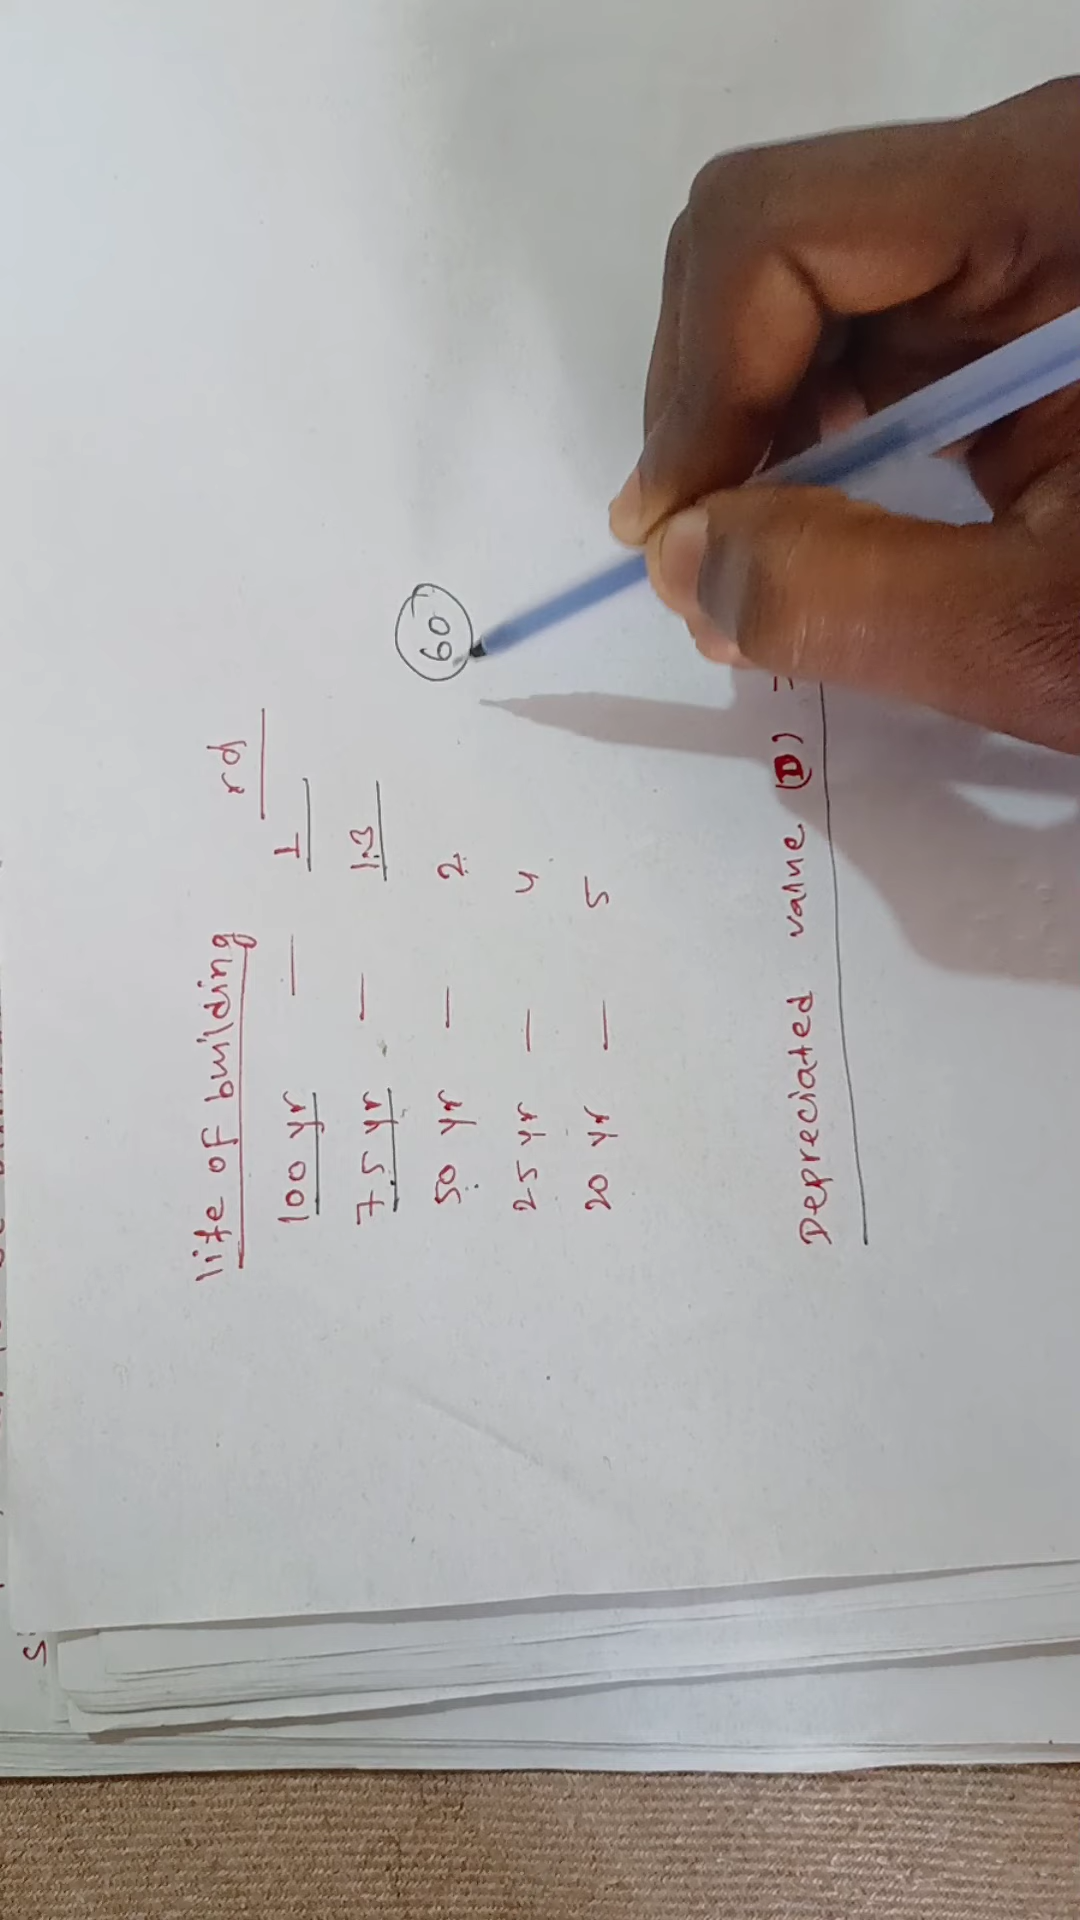 life of building rd
100 yr — 1
75 yr — 1.3
60
50 yr — 2
25 yr — 4
20 yr — 5
Depreciated value (D) =
S